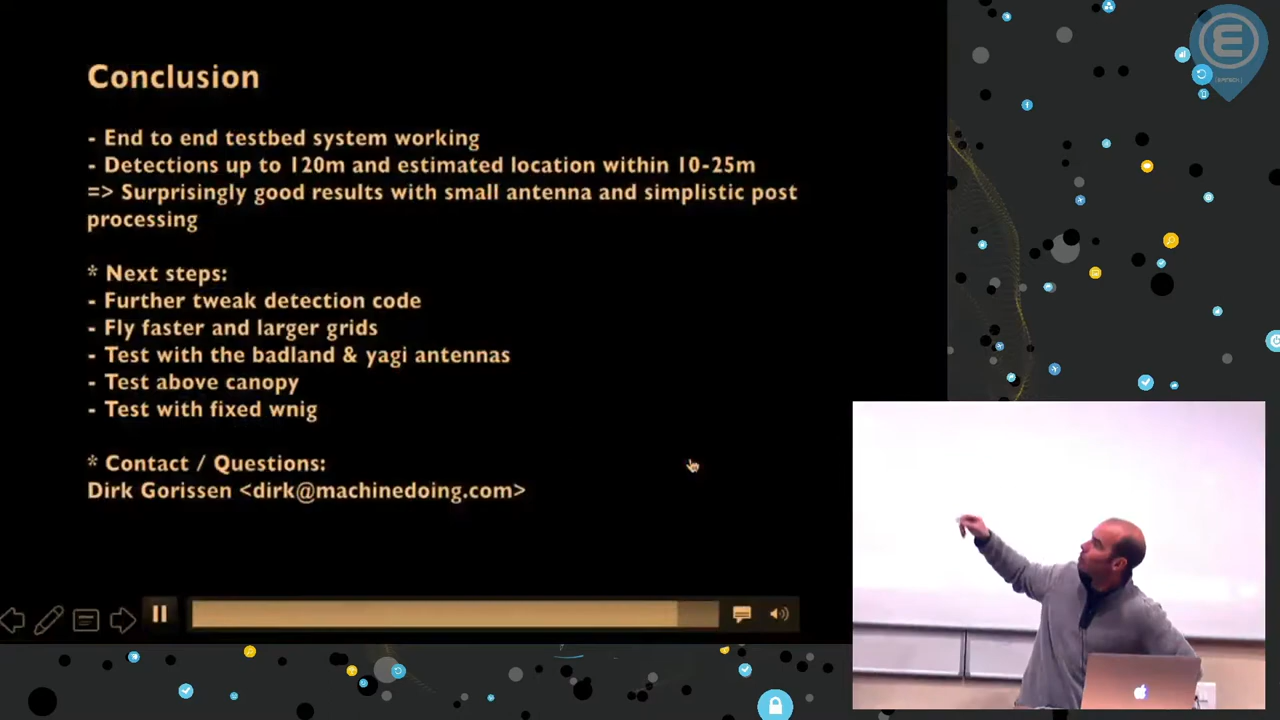 Conclusion
- End to end testbed system working
- Detections up to 120m and estimated location within 10-25m
=> Surprisingly good results with small antenna and simplistic post
processing
* Next steps:
- Further tweak detection code
- Fly faster and larger grids
- Test with the badland & yagi antennas
- Test above canopy
- Test with fixed wnig
* Contact / Questions:
Dirk Gorissen <dirk@machinedoing.com>